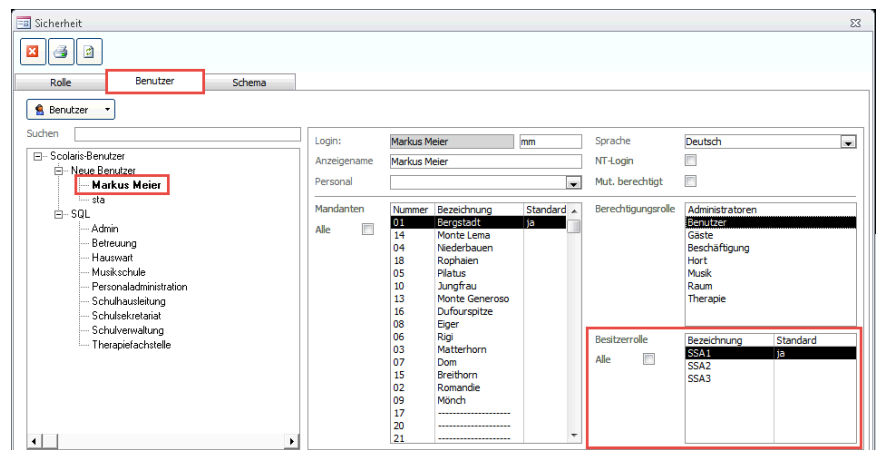 Sicherheit
Rolle Benutzer Schema
Benutzer
Suchen
Scolaris-Benutzer
Neue Benutzer
Markus Meier
sta
SQL
Admin
Betreuung
Hauswart
Musikschule
Personaladministration
Schulhausleitung
Schulsekretariat
Schulverwaltung
Therapiefachstelle
Login: Markus Meier mm
Anzeigename Markus Meier
Personal
Mandanten
Alle
Nummer Bezeichnung Standard
01 Bergstadt ja
14 Monte Lema
04 Niederbauen
18 Rophaien
05 Pilatus
10 Jungfrau
13 Monte Generoso
16 Dufourspitze
08 Eiger
06 Rigi
03 Matterhorn
07 Dom
15 Breithorn
02 Romandie
09 Mönch
17 --------------------
20 --------------------
21 --------------------
Sprache Deutsch
NT-Login
Mut. berechtigt
Berechtigungsrolle
Administratoren
Benutzer
Gäste
Beschäftigung
Hort
Musik
Raum
Therapie
Besitzerrolle
Alle
Bezeichnung Standard
SSA1 ja
SSA2
SSA3